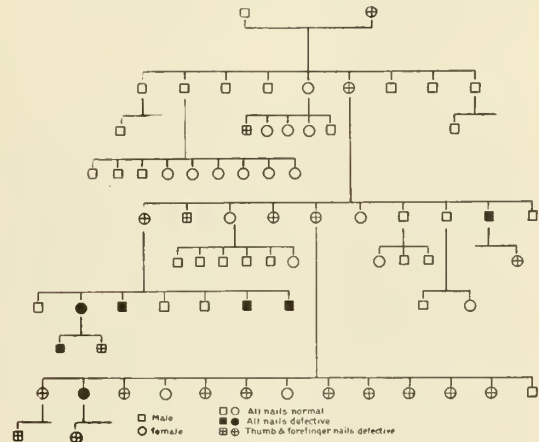 Male
female
All nails normal
All nails defective
Thumb & forefinger nails defective